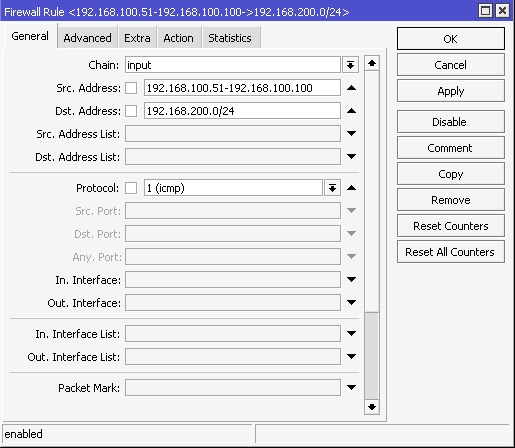 Firewall Rule <192.168.100.51-192.168.100.100->192.168.200.0/24>
General Advanced Extra Action Statistics
Chain: input
Src. Address: 192.168.100.51-192.168.100.100
Dst. Address: 192.168.200.0/24
Src. Address List:
Dst. Address List:
Protocol: 1 (icmp)
Src. Port:
Dst. Port:
Any. Port:
In. Interface:
Out. Interface:
In. Interface List:
Out. Interface List:
Packet Mark:
OK
Cancel
Apply
Disable
Comment
Copy
Remove
Reset Counters
Reset All Counters
enabled